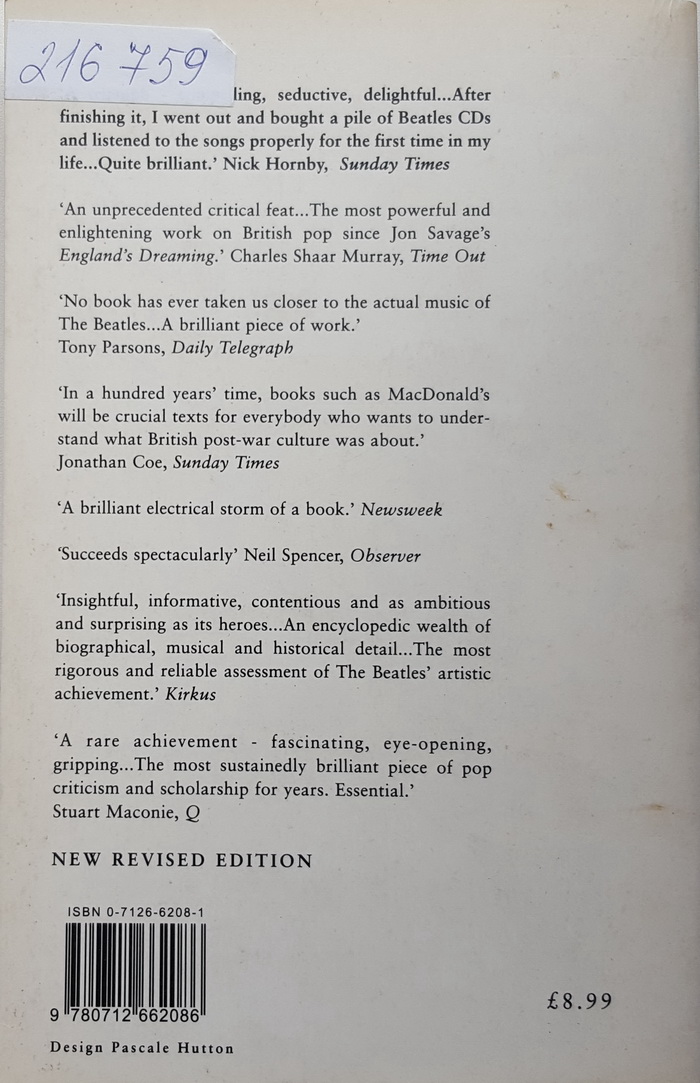 216 759
ling, seductive, delightful...After
finishing it, I went out and bought a pile of Beatles CDs
and listened to the songs properly for the first time in my
life...Quite brilliant.’ Nick Hornby, Sunday Times
‘An unprecedented critical feat...The most powerful and
enlightening work on British pop since Jon Savage’s
England’s Dreaming.’ Charles Shaar Murray, Time Out
‘No book has ever taken us closer to the actual music of
The Beatles...A brilliant piece of work.’
Tony Parsons, Daily Telegraph
‘In a hundred years’ time, books such as MacDonald’s
will be crucial texts for everybody who wants to under-
stand what British post-war culture was about.’
Jonathan Coe, Sunday Times
‘A brilliant electrical storm of a book.’ Newsweek
‘Succeeds spectacularly’ Neil Spencer, Observer
‘Insightful, informative, contentious and as ambitious
and surprising as its heroes...An encyclopedic wealth of
biographical, musical and historical detail...The most
rigorous and reliable assessment of The Beatles’ artistic
achievement.’ Kirkus
‘A rare achievement - fascinating, eye-opening,
gripping...The most sustainedly brilliant piece of pop
criticism and scholarship for years. Essential.’
Stuart Maconie, Q
NEW REVISED EDITION
ISBN 0-7126-6208-1
9 780712 662086
£8.99
Design Pascale Hutton